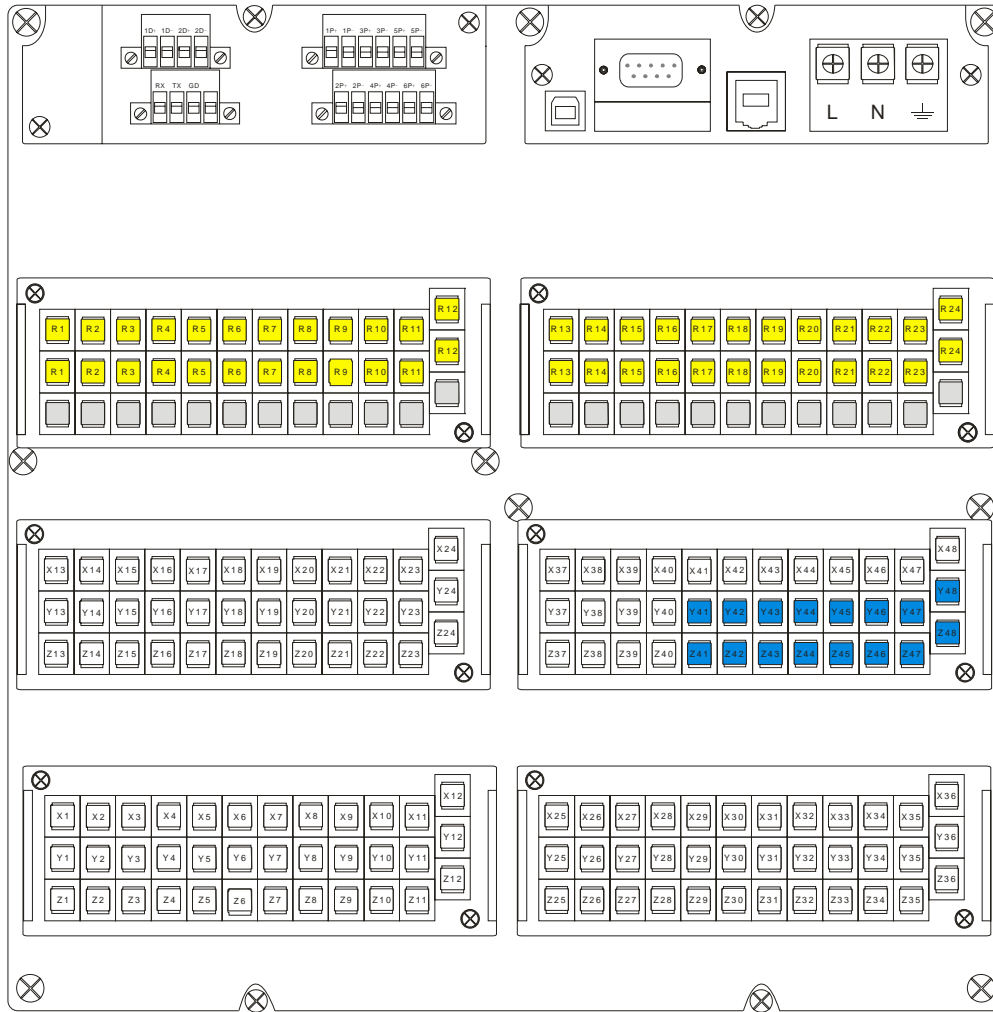 1D+ 1D- 2D+ 2D-
1P+ 1P- 3P+ 3P- 5P+ 5P-
RX TX GD
2P+ 2P- 4P+ 4P- 6P+ 6P-
L N
R12
R1 R2 R3 R4 R5 R6 R7 R8 R9 R10 R11
R12
R1 R2 R3 R4 R5 R6 R7 R8 R9 R10 R11
R24
R13 R14 R15 R16 R17 R18 R19 R20 R21 R22 R23
R24
R13 R14 R15 R16 R17 R18 R19 R20 R21 R22 R23
X24
X13 X14 X15 X16 X17 X18 X19 X20 X21 X22 X23
Y24
Y13 Y14 Y15 Y16 Y17 Y18 Y19 Y20 Y21 Y22 Y23
Z24
Z13 Z14 Z15 Z16 Z17 Z18 Z19 Z20 Z21 Z22 Z23
X48
X37 X38 X39 X40 X41 X42 X43 X44 X45 X46 X47
Y48
Y37 Y38 Y39 Y40 Y41 Y42 Y43 Y44 Y45 Y46 Y47
Z48
Z37 Z38 Z39 Z40 Z41 Z42 Z43 Z44 Z45 Z46 Z47
X12
X1 X2 X3 X4 X5 X6 X7 X8 X9 X10 X11
Y12
Y1 Y2 Y3 Y4 Y5 Y6 Y7 Y8 Y9 Y10 Y11
Z12
Z1 Z2 Z3 Z4 Z5 Z6 Z7 Z8 Z9 Z10 Z11
X36
X25 X26 X27 X28 X29 X30 X31 X32 X33 X34 X35
Y36
Y25 Y26 Y27 Y28 Y29 Y30 Y31 Y32 Y33 Y34 Y35
Z36
Z25 Z26 Z27 Z28 Z29 Z30 Z31 Z32 Z33 Z34 Z35